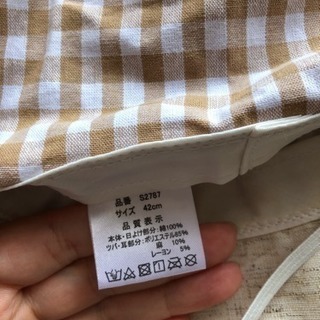 品番 S2767
サイズ 42cm
品質表示
本体・日よけ部分:綿100%
ツバ・耳部分:ポリエステル85%
麻 10%
レーヨン 5%